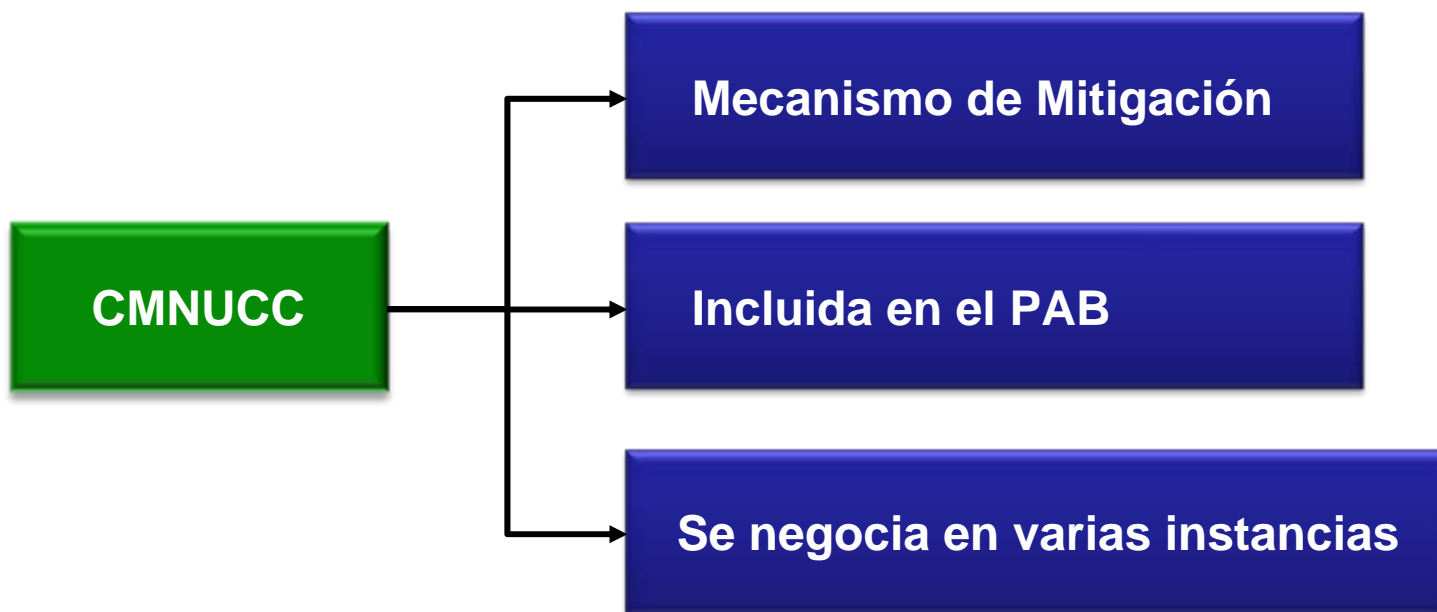 Mecanismo de Mitigación
CMNUCC
Incluida en el PAB
Se negocia en varias instancias